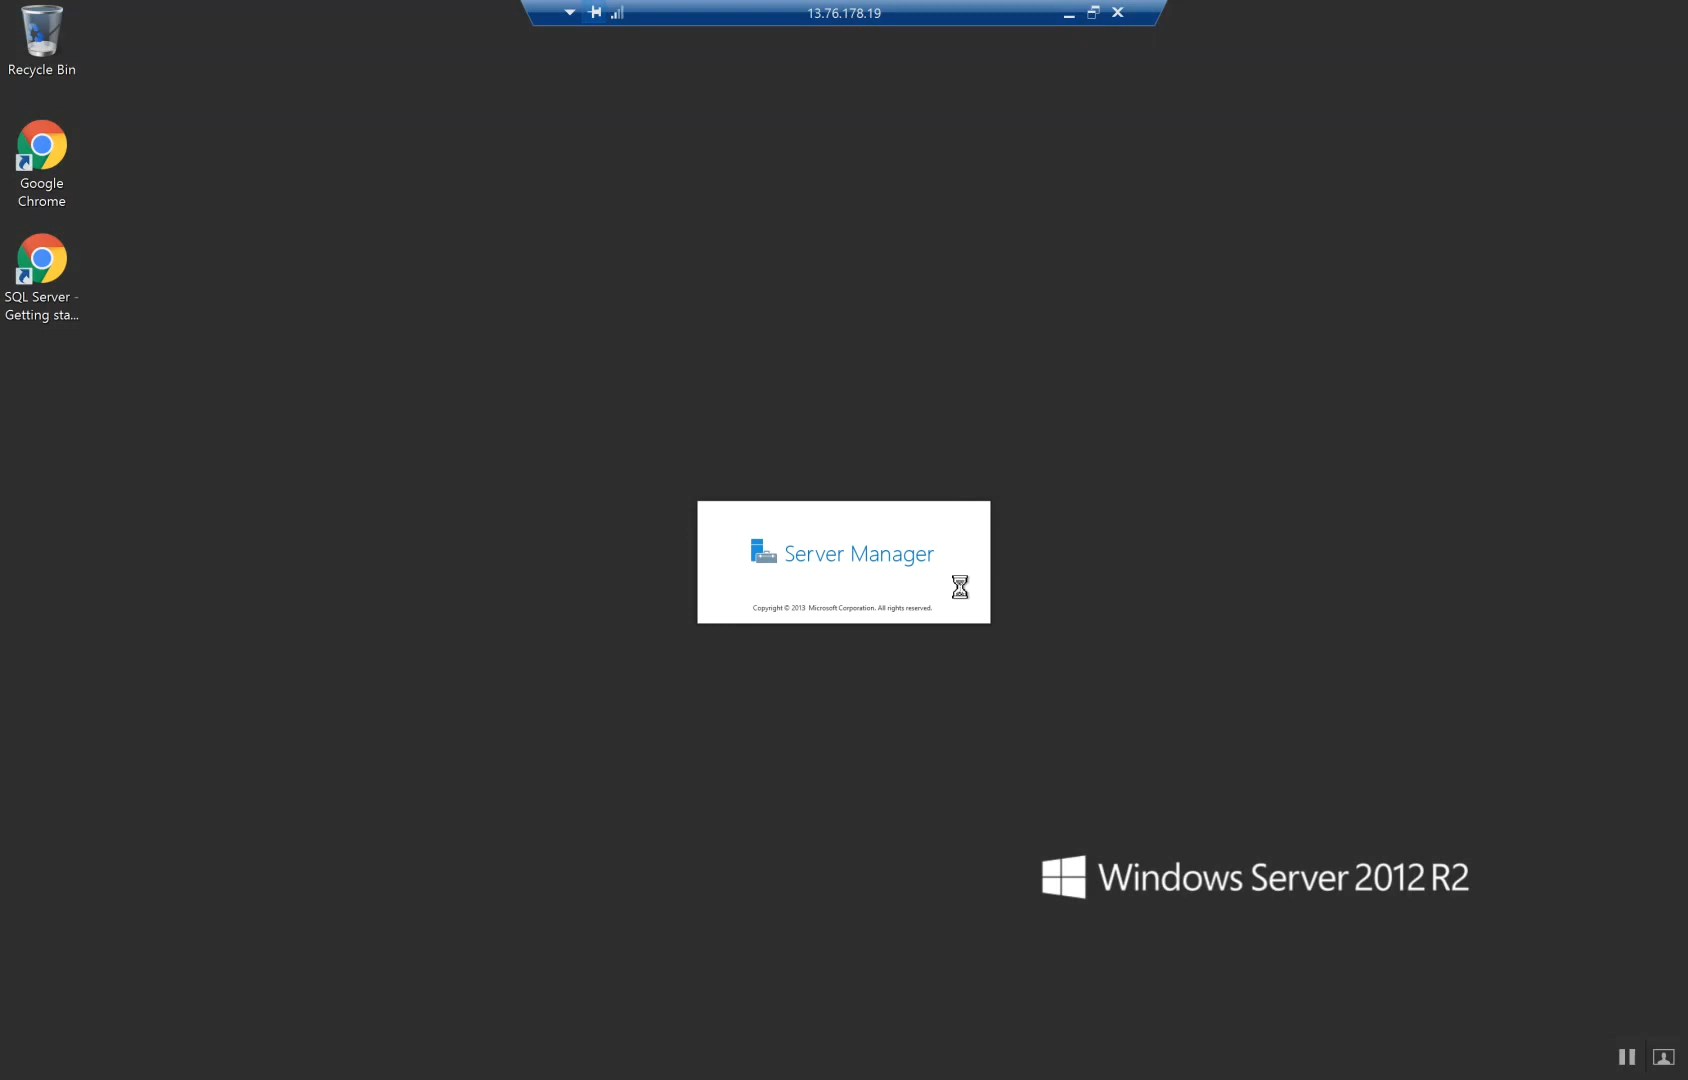 13.76.178.19
Recycle Bin
Google
Chrome
SQL Server -
Getting sta...
Server Manager
Copyright © 2013 Microsoft Corporation. All rights reserved.
Windows Server 2012 R2